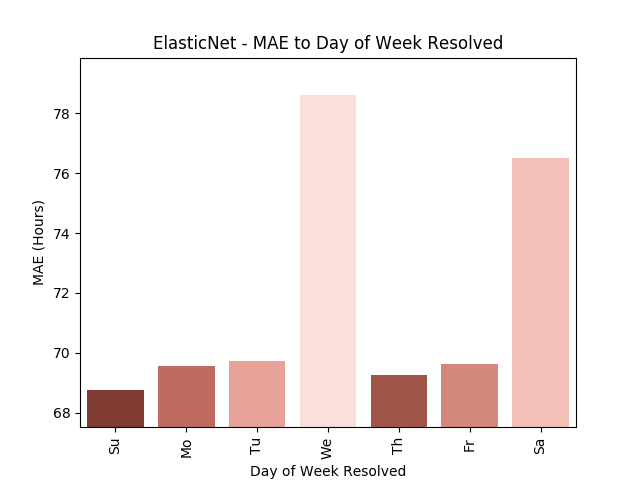 ElasticNet - MAE to Day of Week Resolved
78
76
74
72
70
68
MAE (Hours)
Su
Mo
Tu
We
Th
Fr
Sa
Day of Week Resolved